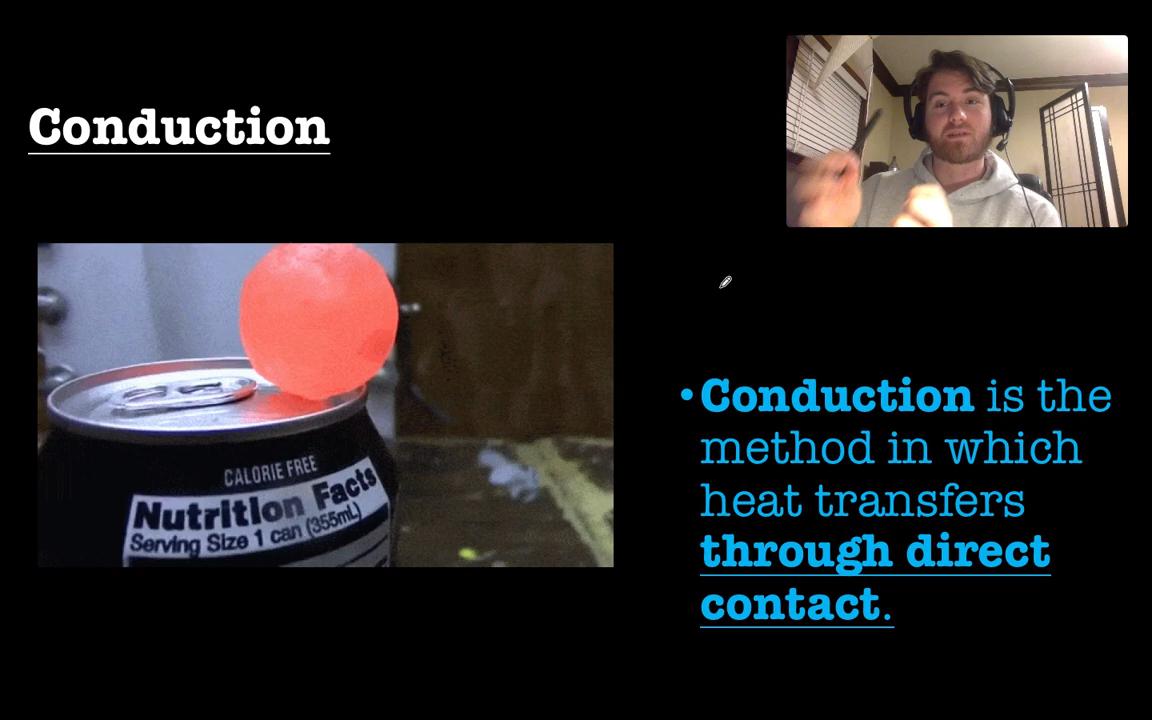 Conduction
CALORIE FREE
Nutrition Facts
Serving Size 1 can (355mL)
•Conduction is the
method in which
heat transfers
through direct
contact.